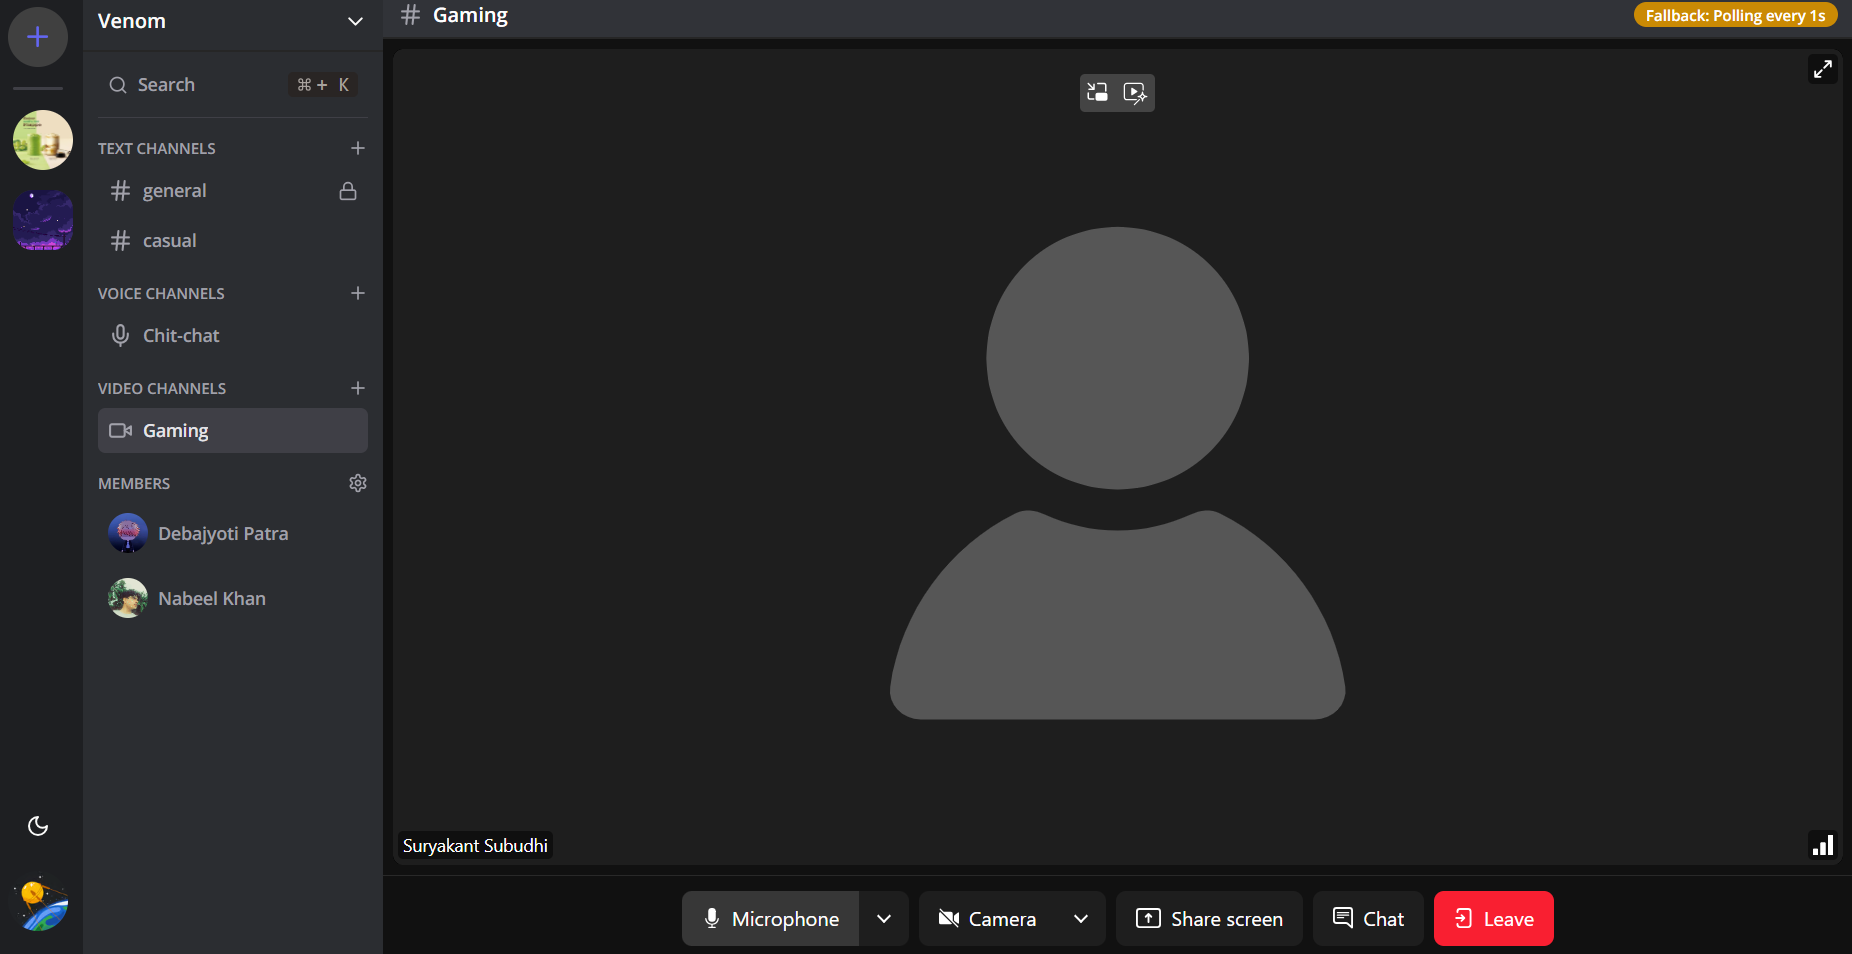 Venom
Search
⌘ + K
TEXT CHANNELS
general
casual
VOICE CHANNELS
Chit-chat
VIDEO CHANNELS
Gaming
MEMBERS
Debajyoti Patra
Nabeel Khan
# Gaming
Fallback: Polling every 1s
Suryakant Subudhi
Microphone
Camera
Share screen
Chat
Leave